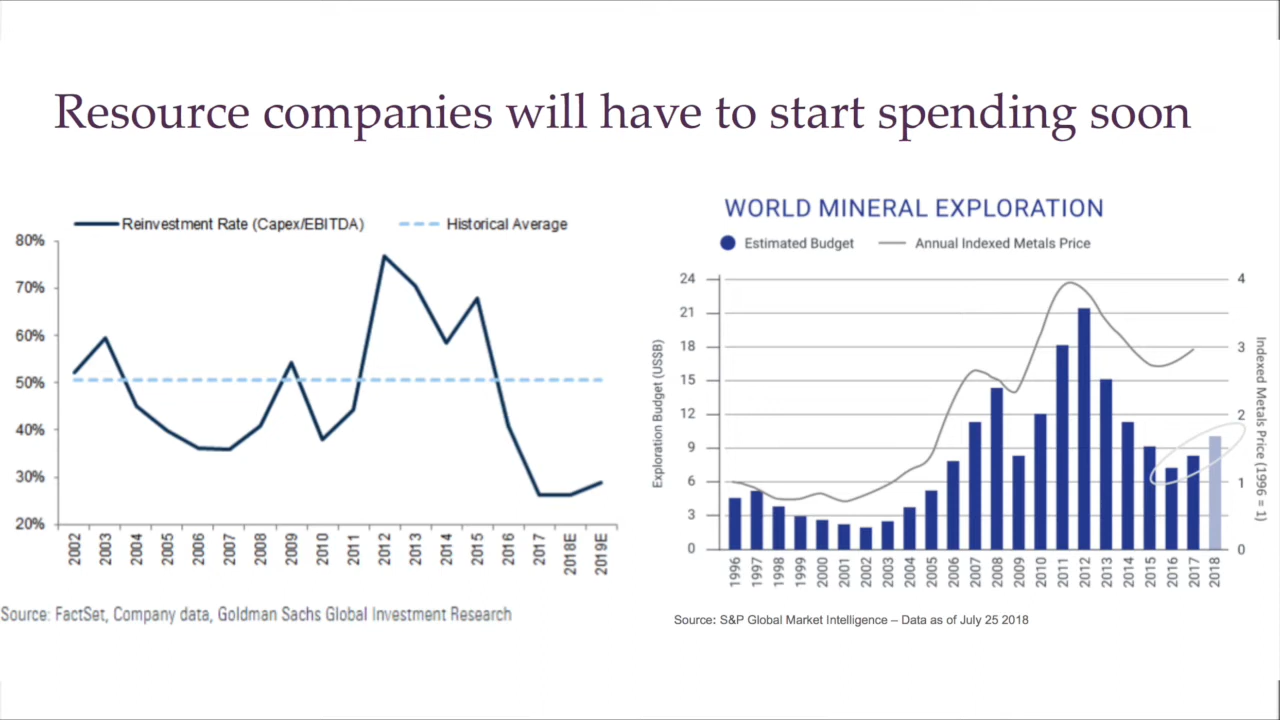 Resource companies will have to start spending soon
Reinvestment Rate (Capex/EBITDA) Historical Average
80%
70%
60%
50%
40%
30%
20%
2002 2003 2004 2005 2006 2007 2008 2009 2010 2011 2012 2013 2014 2015 2016 2017 2018E 2019E
Source: FactSet, Company data, Goldman Sachs Global Investment Research
WORLD MINERAL EXPLORATION
Estimated Budget Annual Indexed Metals Price
Exploration Budget (US$B)
24
21
18
15
12
9
6
3
0
4
3
2
1
0
Indexed Metals Price (1996 = 1)
1996 1997 1998 1999 2000 2001 2002 2003 2004 2005 2006 2007 2008 2009 2010 2011 2012 2013 2014 2015 2016 2017 2018
Source: S&P Global Market Intelligence – Data as of July 25 2018